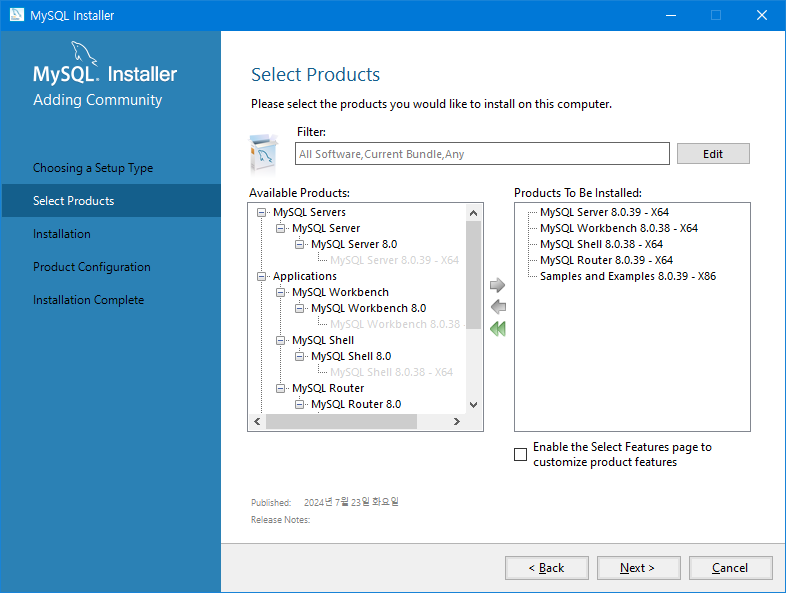 MySQL Installer
MySQL. Installer
Adding Community
Choosing a Setup Type
Select Products
Installation
Product Configuration
Installation Complete
Select Products
Please select the products you would like to install on this computer.
Filter:
All Software,Current Bundle,Any
Edit
Available Products:
MySQL Servers
MySQL Server
MySQL Server 8.0
MySQL Server 8.0.39 - X64
Applications
MySQL Workbench
MySQL Workbench 8.0
MySQL Workbench 8.0.38
MySQL Shell
MySQL Shell 8.0
MySQL Shell 8.0.38 - X64
MySQL Router
MySQL Router 8.0
Products To Be Installed:
MySQL Server 8.0.39 - X64
MySQL Workbench 8.0.38 - X64
MySQL Shell 8.0.38 - X64
MySQL Router 8.0.39 - X64
Samples and Examples 8.0.39 - X86
Enable the Select Features page to
customize product features
Published: 2024년 7월 23일 화요일
Release Notes:
< Back
Next >
Cancel